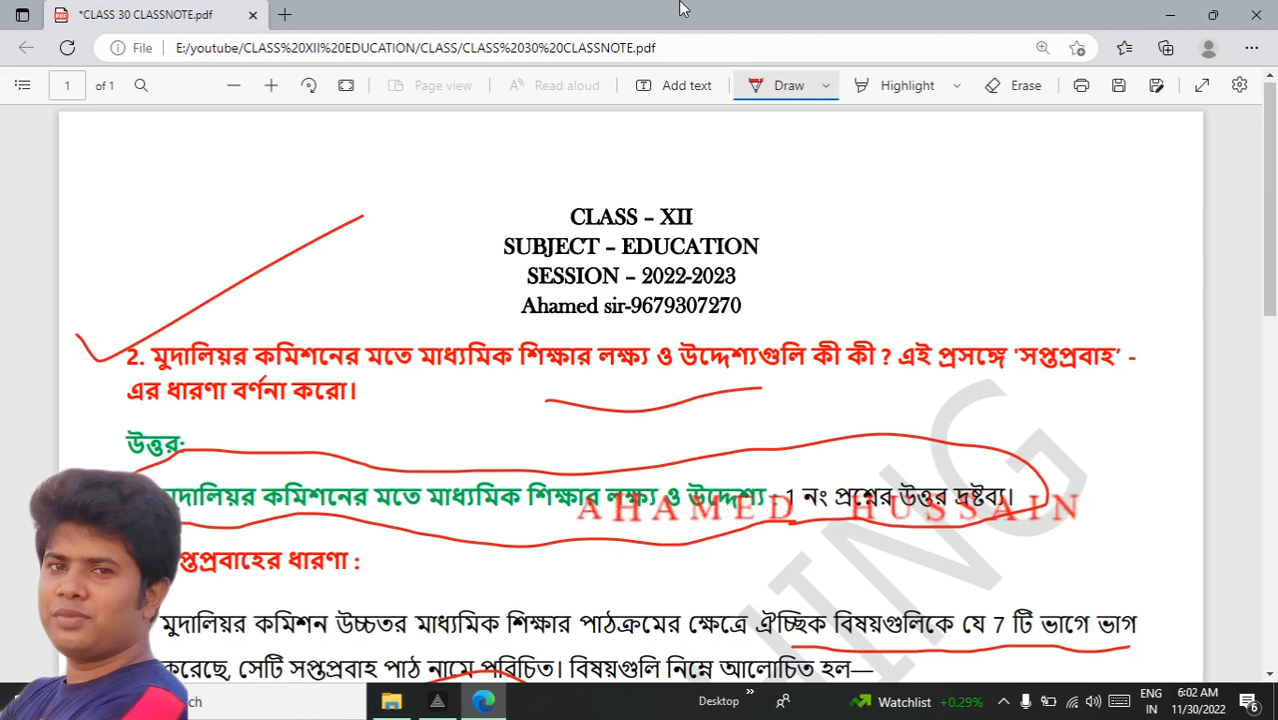 *CLASS 30 CLASSNOTE.pdf
File E:/youtube/CLASS%20XII%20EDUCATION/CLASS/CLASS%2030%20CLASSNOTE.pdf
1 of 1 Page view Read aloud Add text Draw Highlight Erase
CLASS – XII
SUBJECT – EDUCATION
SESSION – 2022-2023
Ahamed sir-9679307270
2. মুদালিয়র কমিশনের মতে মাধ্যমিক শিক্ষার লক্ষ্য ও উদ্দেশ্যগুলি কী কী ? এই প্রসঙ্গে 'সপ্তপ্রবাহ’ -
এর ধারণা বর্ণনা করো।
উত্তর:
মুদালিয়র কমিশনের মতে মাধ্যমিক শিক্ষার লক্ষ্য ও উদ্দেশ্য - 1 নং প্রশ্নের উত্তর দ্রষ্টব্য।
AHAMED HUSSAIN
সপ্তপ্রবাহের ধারণা :
মুদালিয়র কমিশন উচ্চতর মাধ্যমিক শিক্ষার পাঠক্রমের ক্ষেত্রে ঐচ্ছিক বিষয়গুলিকে যে 7 টি ভাগে ভাগ
করেছে, সেটি সপ্তপ্রবাহ পাঠ নামে পরিচিত। বিষয়গুলি নিম্নে আলোচিত হল—
Desktop Watchlist +0.29% ENG IN 6:02 AM 11/30/2022 6